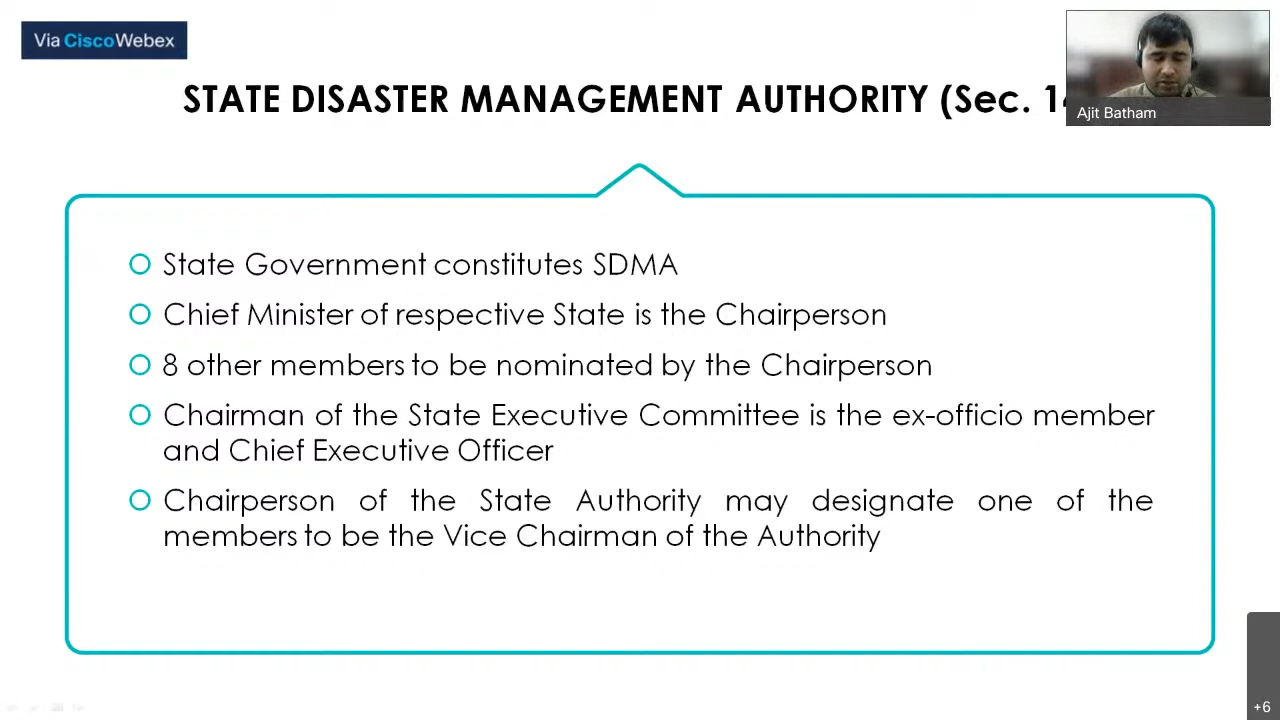 Via CiscoWebex
STATE DISASTER MANAGEMENT AUTHORITY (Sec.
Ajit Batham
State Government constitutes SDMA
Chief Minister of respective State is the Chairperson
8 other members to be nominated by the Chairperson
Chairman of the State Executive Committee is the ex-officio member
and Chief Executive Officer
Chairperson of the State Authority may designate one of the
members to be the Vice Chairman of the Authority
+6